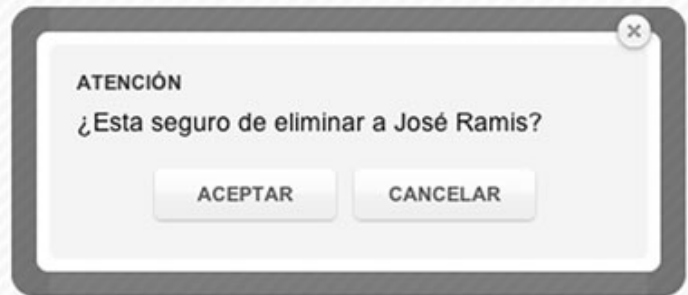 ATENCIÓN
¿Esta seguro de eliminar a José Ramis?
ACEPTAR CANCELAR